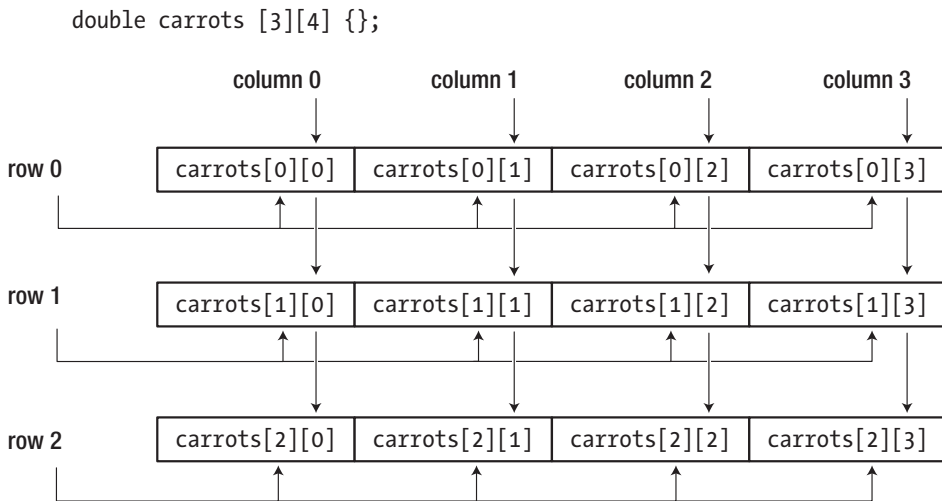 double carrots [3][4] {};
column 0 column 1 column 2 column 3
row 0 carrots[0][0] carrots[0][1] carrots[0][2] carrots[0][3]
row 1 carrots[1][0] carrots[1][1] carrots[1][2] carrots[1][3]
row 2 carrots[2][0] carrots[2][1] carrots[2][2] carrots[2][3]